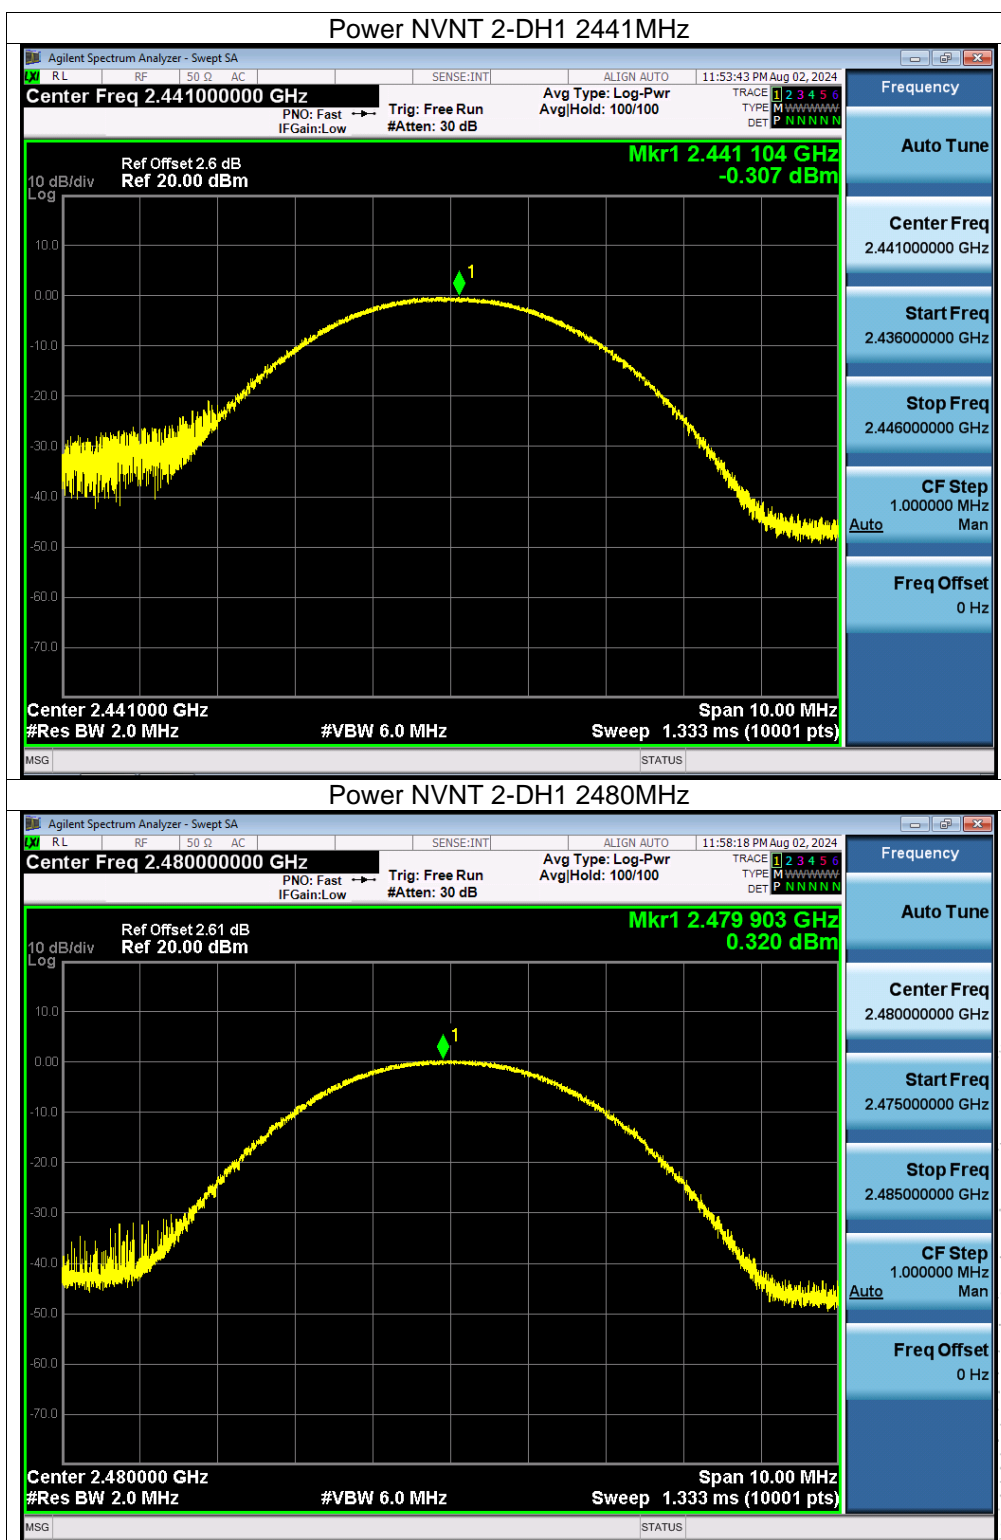 Power NVNT 2-DH1 2441MHz
Agilent Spectrum Analyzer - Swept SA
LXI RL RF 50 Ω AC SENSE:INT ALIGN AUTO 11:53:43 PM Aug 02, 2024
Center Freq 2.441000000 GHz
PNO: Fast
IFGain:Low
Trig: Free Run
#Atten: 30 dB
Avg Type: Log-Pwr
Avg|Hold: 100/100
TRACE 1 2 3 4 5 6
TYPE M WWWWW
DET P N N N N N
Frequency
Auto Tune
Center Freq
2.441000000 GHz
Start Freq
2.436000000 GHz
Stop Freq
2.446000000 GHz
CF Step
1.000000 MHz
Auto Man
Freq Offset
0 Hz
Mkr1 2.441 104 GHz
-0.307 dBm
Ref Offset 2.6 dB
10 dB/div Ref 20.00 dBm
Log
1
10.0
0.00
-10.0
-20.0
-30.0
-40.0
-50.0
-60.0
-70.0
Center 2.441000 GHz Span 10.00 MHz
#Res BW 2.0 MHz #VBW 6.0 MHz Sweep 1.333 ms (10001 pts)
MSG STATUS
Power NVNT 2-DH1 2480MHz
Agilent Spectrum Analyzer - Swept SA
LXI RL RF 50 Ω AC SENSE:INT ALIGN AUTO 11:58:18 PM Aug 02, 2024
Center Freq 2.480000000 GHz
PNO: Fast
IFGain:Low
Trig: Free Run
#Atten: 30 dB
Avg Type: Log-Pwr
Avg|Hold: 100/100
TRACE 1 2 3 4 5 6
TYPE M WWWWW
DET P N N N N N
Frequency
Auto Tune
Center Freq
2.480000000 GHz
Start Freq
2.475000000 GHz
Stop Freq
2.485000000 GHz
CF Step
1.000000 MHz
Auto Man
Freq Offset
0 Hz
Mkr1 2.479 903 GHz
0.320 dBm
Ref Offset 2.61 dB
10 dB/div Ref 20.00 dBm
Log
1
10.0
0.00
-10.0
-20.0
-30.0
-40.0
-50.0
-60.0
-70.0
Center 2.480000 GHz Span 10.00 MHz
#Res BW 2.0 MHz #VBW 6.0 MHz Sweep 1.333 ms (10001 pts)
MSG STATUS